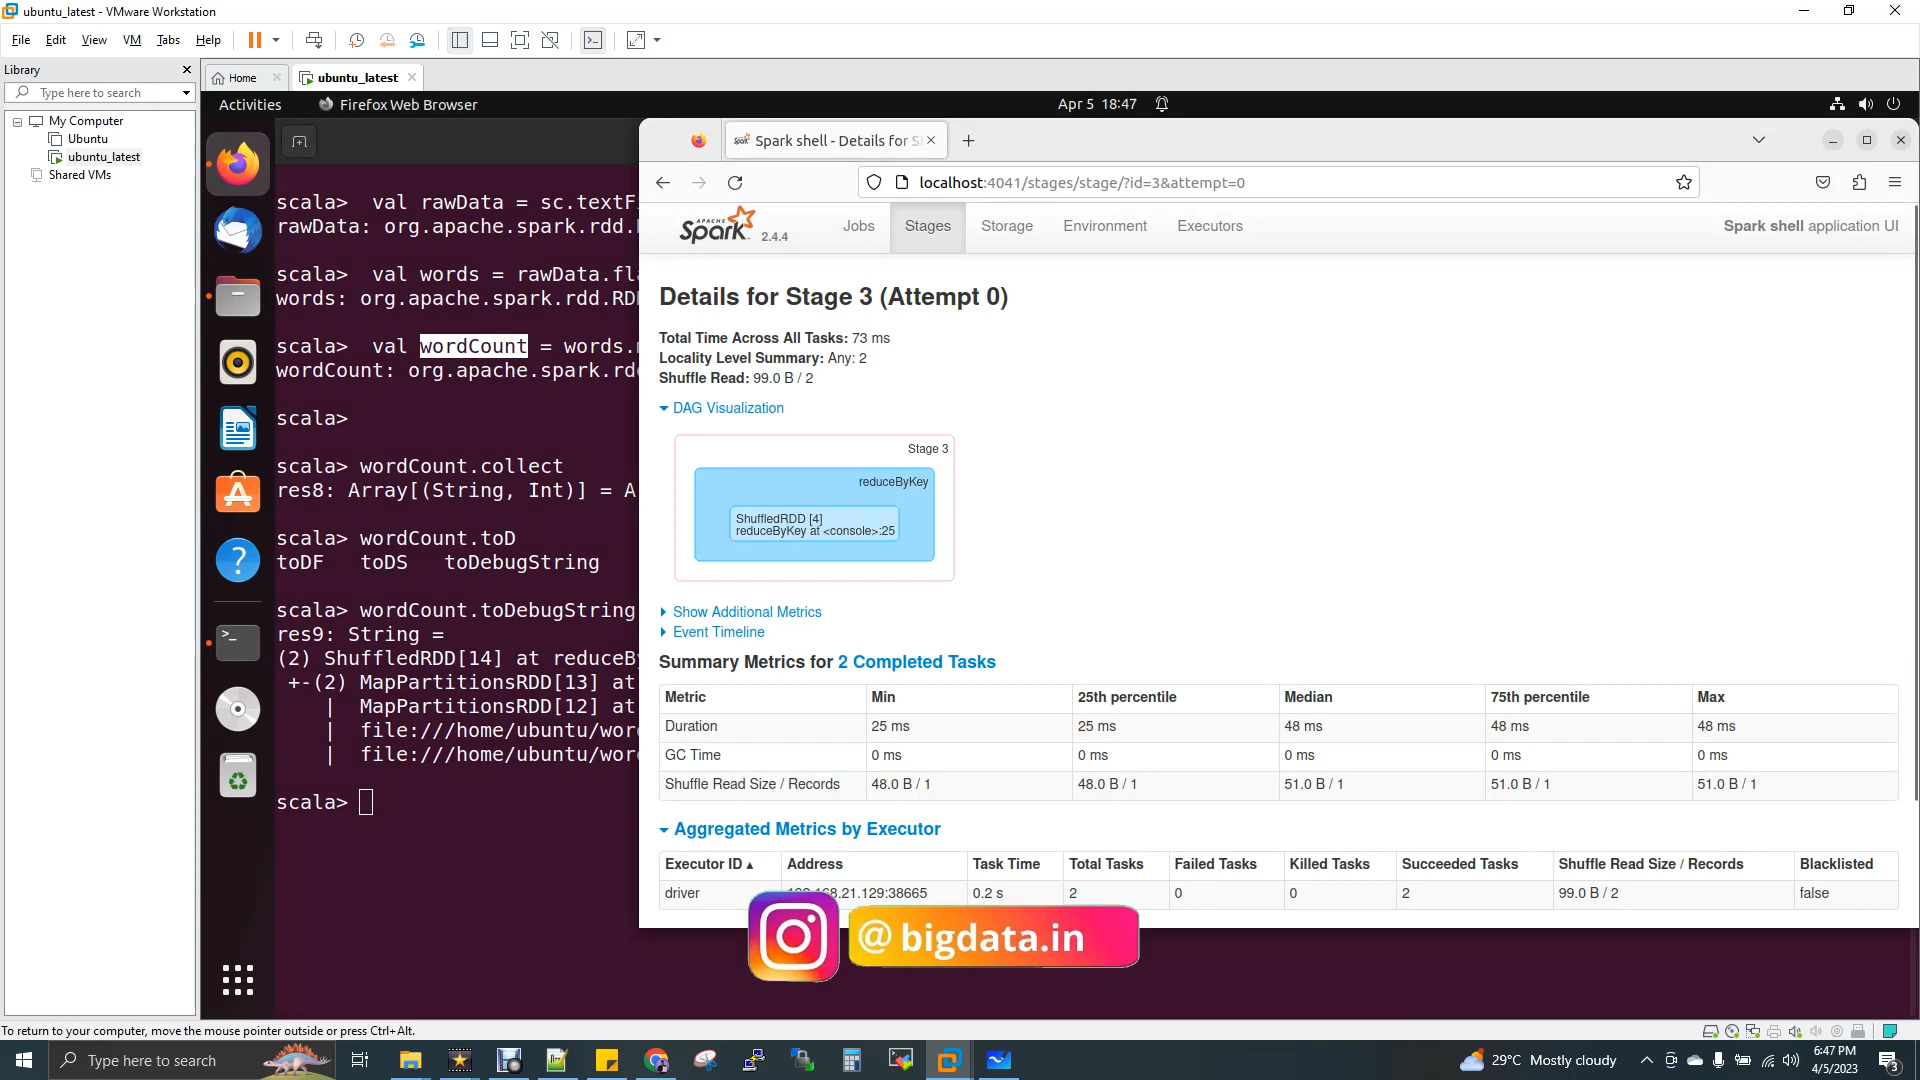 ubuntu_latest - VMware Workstation
File Edit View VM Tabs Help
Library
Type here to search
My Computer
Ubuntu
ubuntu_latest
Shared VMs
Home
ubuntu_latest
Activities
Firefox Web Browser
Apr 5 18:47
scala> val rawData = sc.textFi
rawData: org.apache.spark.rdd.
scala> val words = rawData.fla
words: org.apache.spark.rdd.RDD
scala> val wordCount = words.
wordCount: org.apache.spark.rdd
scala>
scala> wordCount.collect
res8: Array[(String, Int)] = A
scala> wordCount.toD
toDF toDS toDebugString
scala> wordCount.toDebugString
res9: String =
(2) ShuffledRDD[14] at reduceBy
+-(2) MapPartitionsRDD[13] at
| MapPartitionsRDD[12] at
| file:///home/ubuntu/wor
| file:///home/ubuntu/wor
scala>
Spark shell - Details for S
localhost:4041/stages/stage/?id=3&attempt=0
APACHE
Spark 2.4.4
Jobs Stages Storage Environment Executors
Spark shell application UI
Details for Stage 3 (Attempt 0)
Total Time Across All Tasks: 73 ms
Locality Level Summary: Any: 2
Shuffle Read: 99.0 B / 2
DAG Visualization
Stage 3
reduceByKey
ShuffledRDD [4]
reduceByKey at <console>:25
Show Additional Metrics
Event Timeline
Summary Metrics for 2 Completed Tasks
Metric Min 25th percentile Median 75th percentile Max
Duration 25 ms 25 ms 48 ms 48 ms 48 ms
GC Time 0 ms 0 ms 0 ms 0 ms 0 ms
Shuffle Read Size / Records 48.0 B / 1 48.0 B / 1 51.0 B / 1 51.0 B / 1 51.0 B / 1
Aggregated Metrics by Executor
Executor ID ▴ Address Task Time Total Tasks Failed Tasks Killed Tasks Succeeded Tasks Shuffle Read Size / Records Blacklisted
driver 0.2 s 2 0 0 2 99.0 B / 2 false
@ bigdata.in
To return to your computer, move the mouse pointer outside or press Ctrl+Alt.
Type here to search
29°C Mostly cloudy
6:47 PM
4/5/2023
3